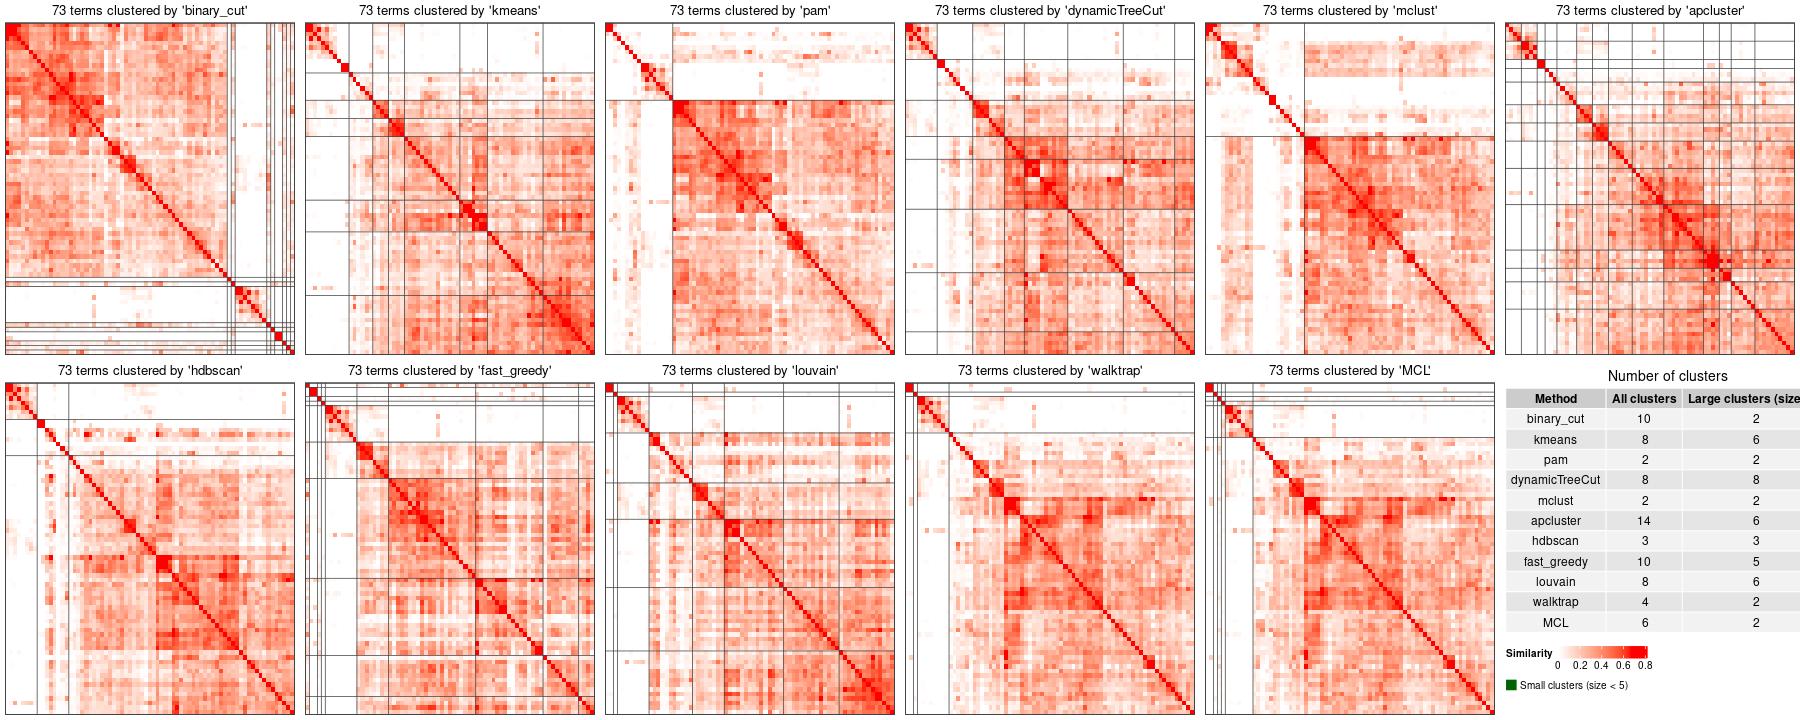 73 terms clustered by 'binary_cut'
73 terms clustered by 'kmeans'
73 terms clustered by 'pam'
73 terms clustered by 'dynamicTreeCut'
73 terms clustered by 'mclust'
73 terms clustered by 'apcluster'
73 terms clustered by 'hdbscan'
73 terms clustered by 'fast_greedy'
73 terms clustered by 'louvain'
73 terms clustered by 'walktrap'
73 terms clustered by 'MCL'
Number of clusters
Method All clusters Large clusters (size
binary_cut 10 2
kmeans 8 6
pam 2 2
dynamicTreeCut 8 8
mclust 2 2
apcluster 14 6
hdbscan 3 3
fast_greedy 10 5
louvain 8 6
walktrap 4 2
MCL 6 2
Similarity
0 0.2 0.4 0.6 0.8
Small clusters (size < 5)